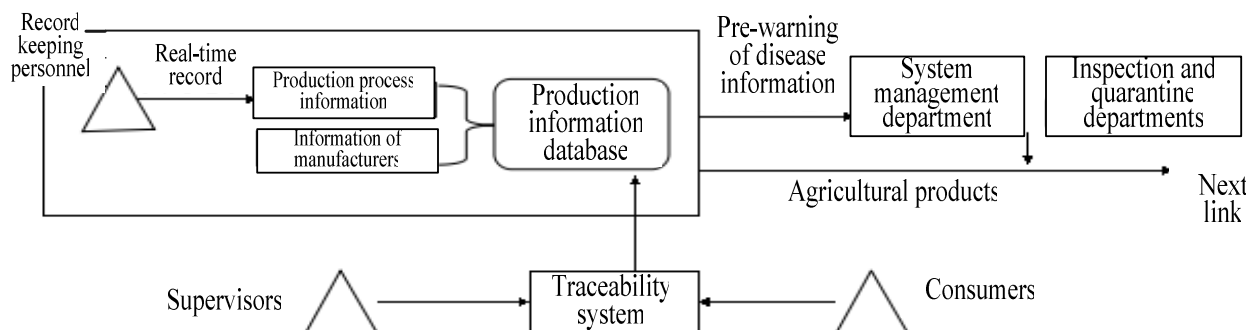 Record
keeping
personnel
Real-time
record
Production process
information
Information of
manufacturers
Production
information
database
Pre-warning
of disease
information
System
management
department
Inspection and
quarantine
departments
Agricultural products
Next
link
Supervisors
Traceability
system
Consumers